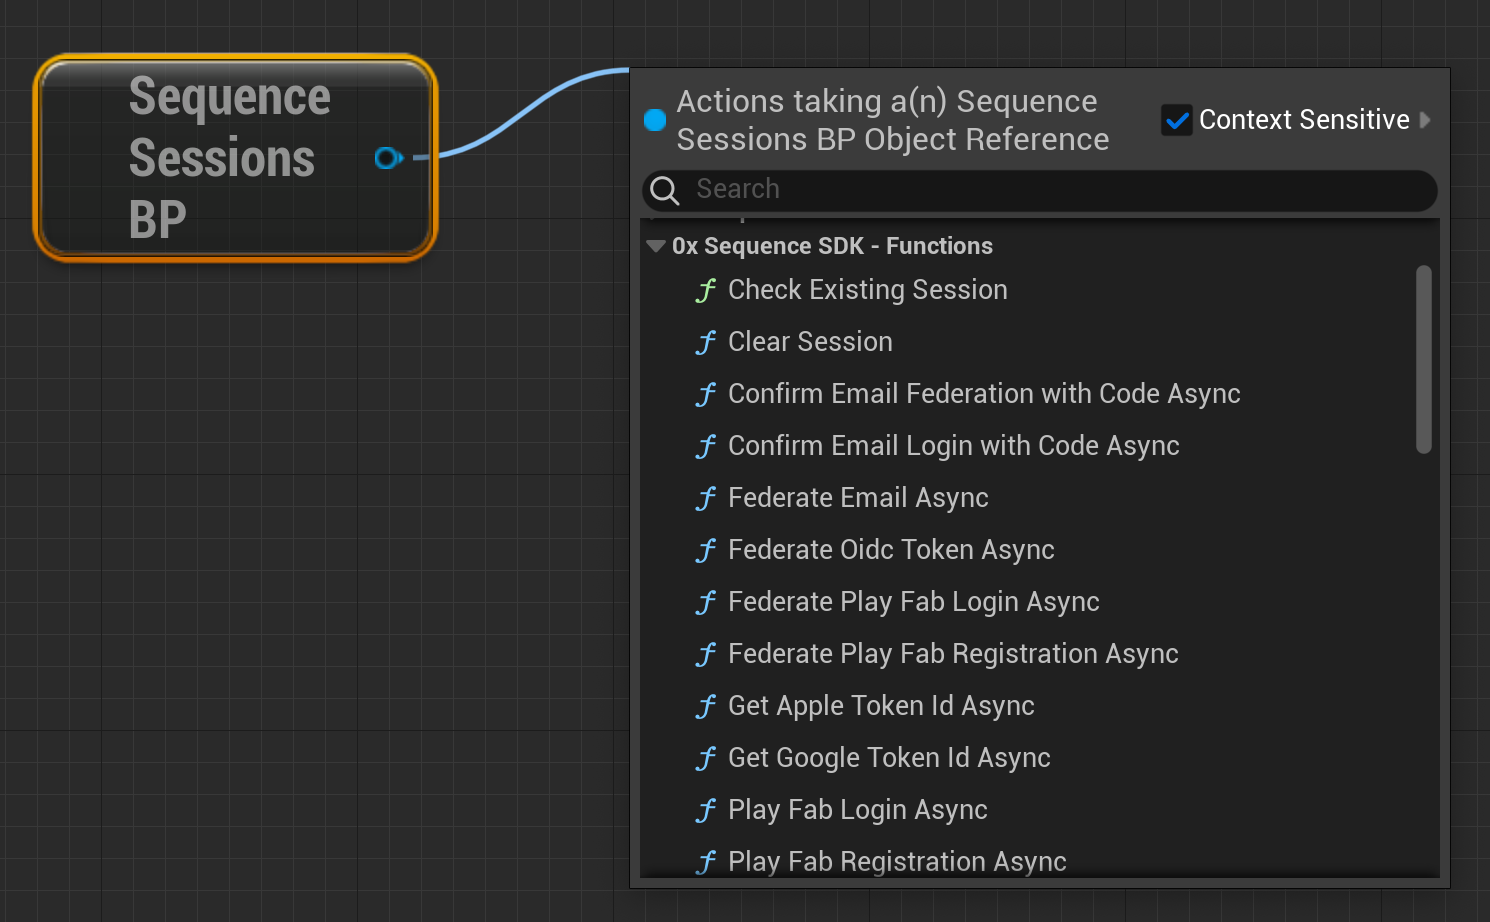 Sequence
Sessions
BP
Actions taking a(n) Sequence
Sessions BP Object Reference
Context Sensitive
Search
0x Sequence SDK - Functions
Check Existing Session
Clear Session
Confirm Email Federation with Code Async
Confirm Email Login with Code Async
Federate Email Async
Federate Oidc Token Async
Federate Play Fab Login Async
Federate Play Fab Registration Async
Get Apple Token Id Async
Get Google Token Id Async
Play Fab Login Async
Play Fab Registration Async